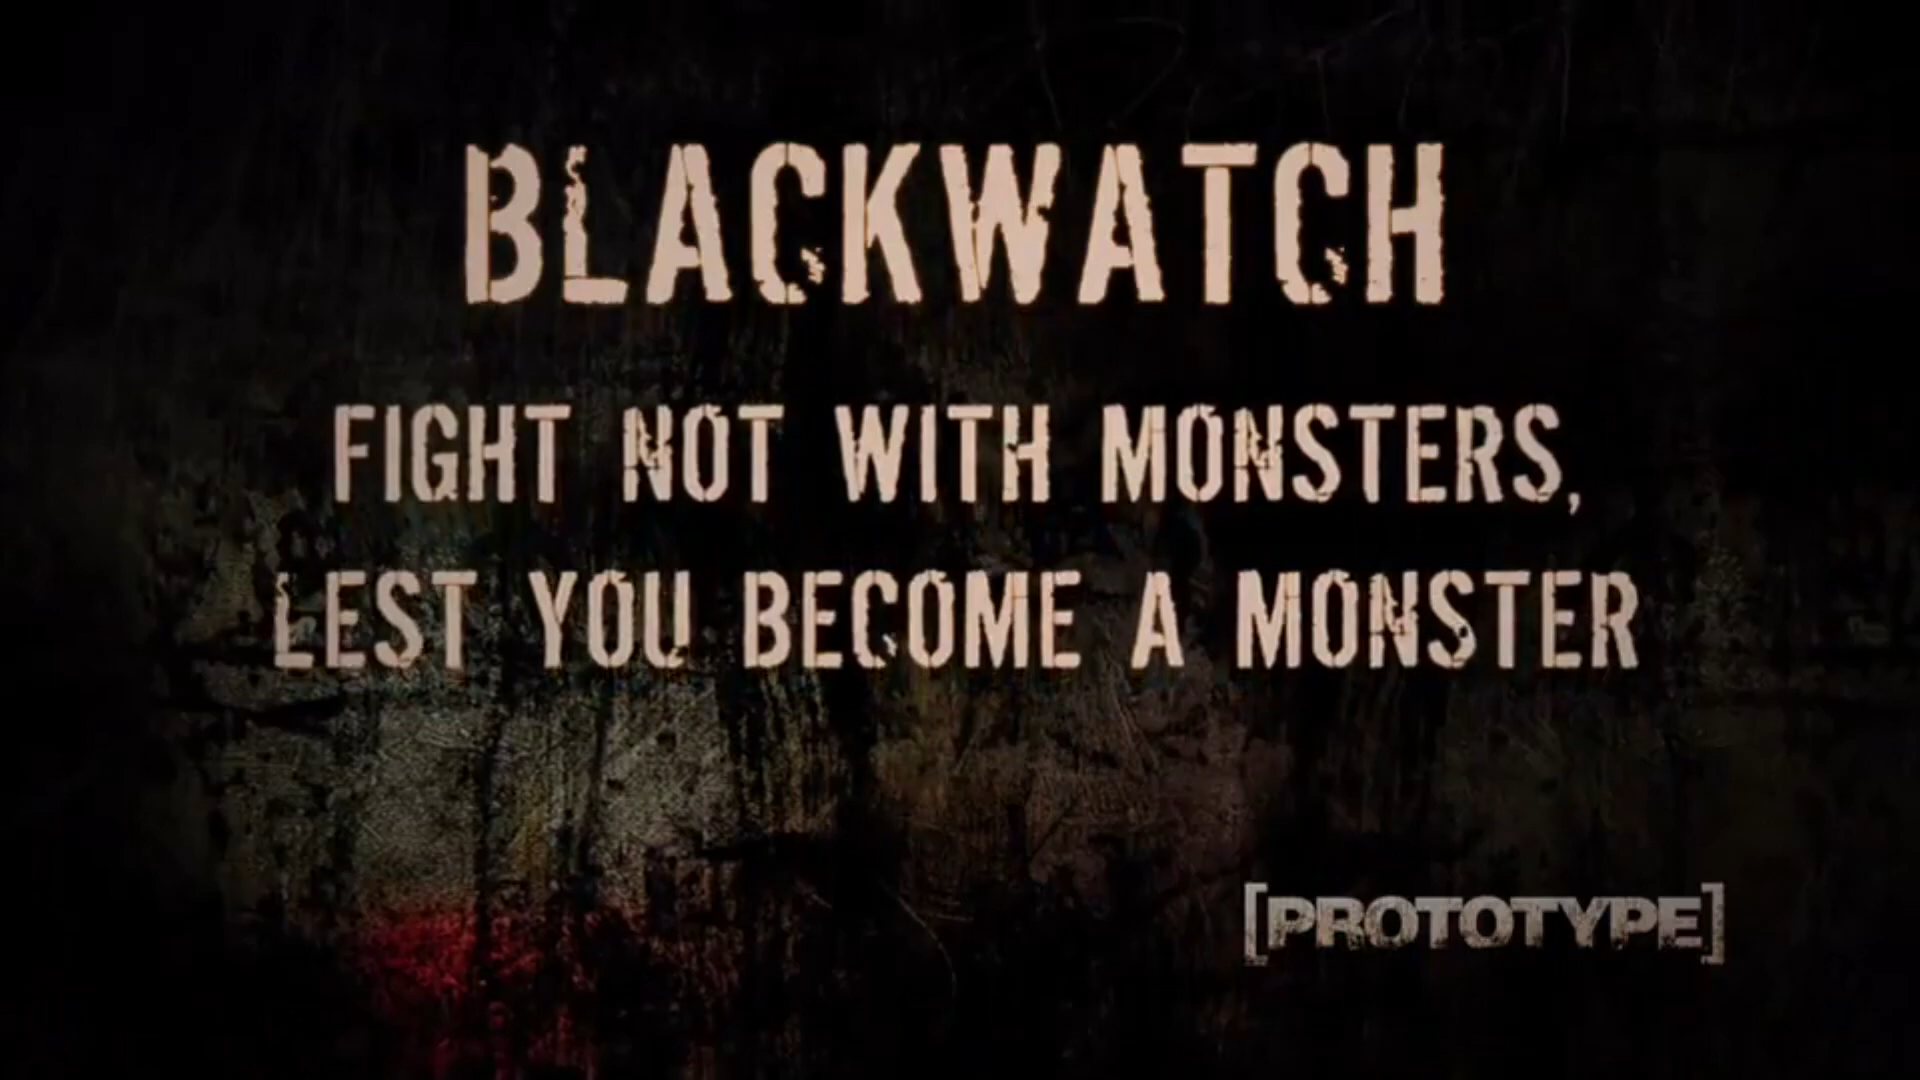 BLACKWATCH
FIGHT NOT WITH MONSTERS,
LEST YOU BECOME A MONSTER
[PROTOTYPE]